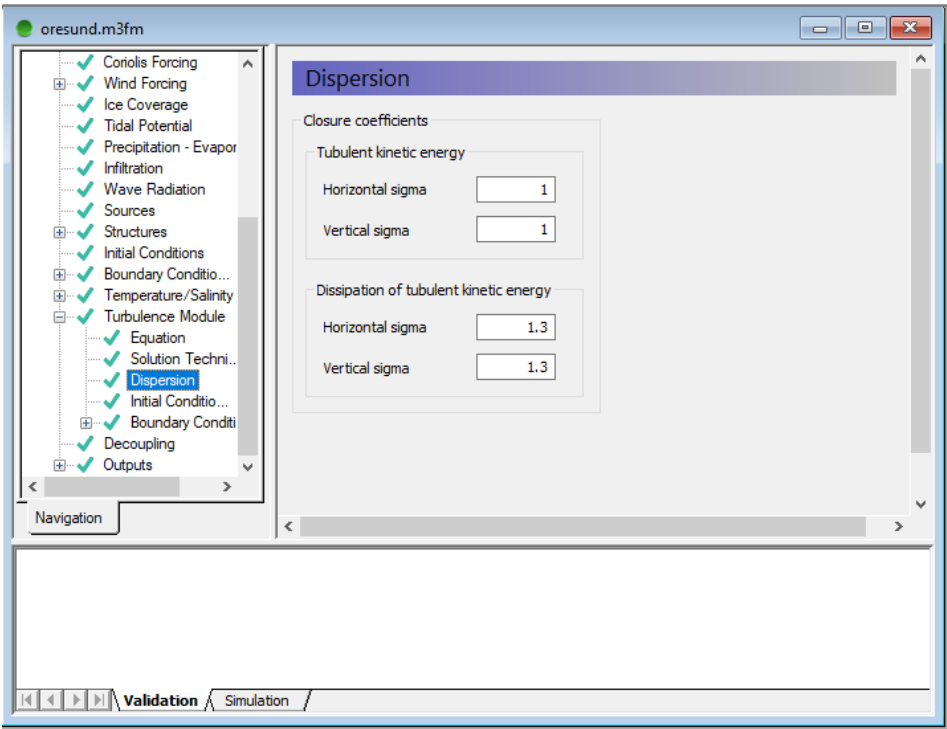 oresund.m3fm
Coriolis Forcing
Wind Forcing
Ice Coverage
Tidal Potential
Precipitation - Evapor
Infiltration
Wave Radiation
Sources
Structures
Initial Conditions
Boundary Conditio...
Temperature/Salinity
Turbulence Module
Equation
Solution Techni...
Dispersion
Initial Conditio...
Boundary Conditi
Decoupling
Outputs
Navigation
Dispersion
Closure coefficients
Tubulent kinetic energy
Horizontal sigma 1
Vertical sigma 1
Dissipation of tubulent kinetic energy
Horizontal sigma 1.3
Vertical sigma 1.3
Validation Simulation